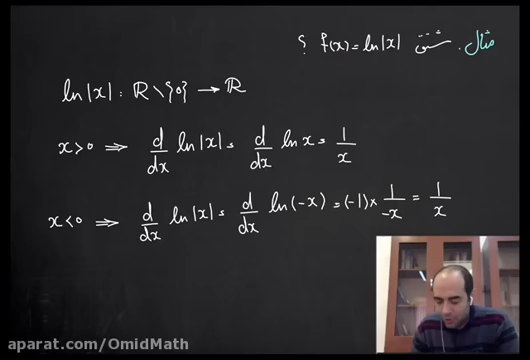 مثال. مشتق f(x) = ln|x| ؟
ln|x| : ℝ \ {0} → ℝ
x>0 ⇒ d/dx ln|x| = d/dx ln x = 1/x
x<0 ⇒ d/dx ln|x| = d/dx ln(-x) = (-1) × 1/-x = 1/x
aparat.com/OmidMath